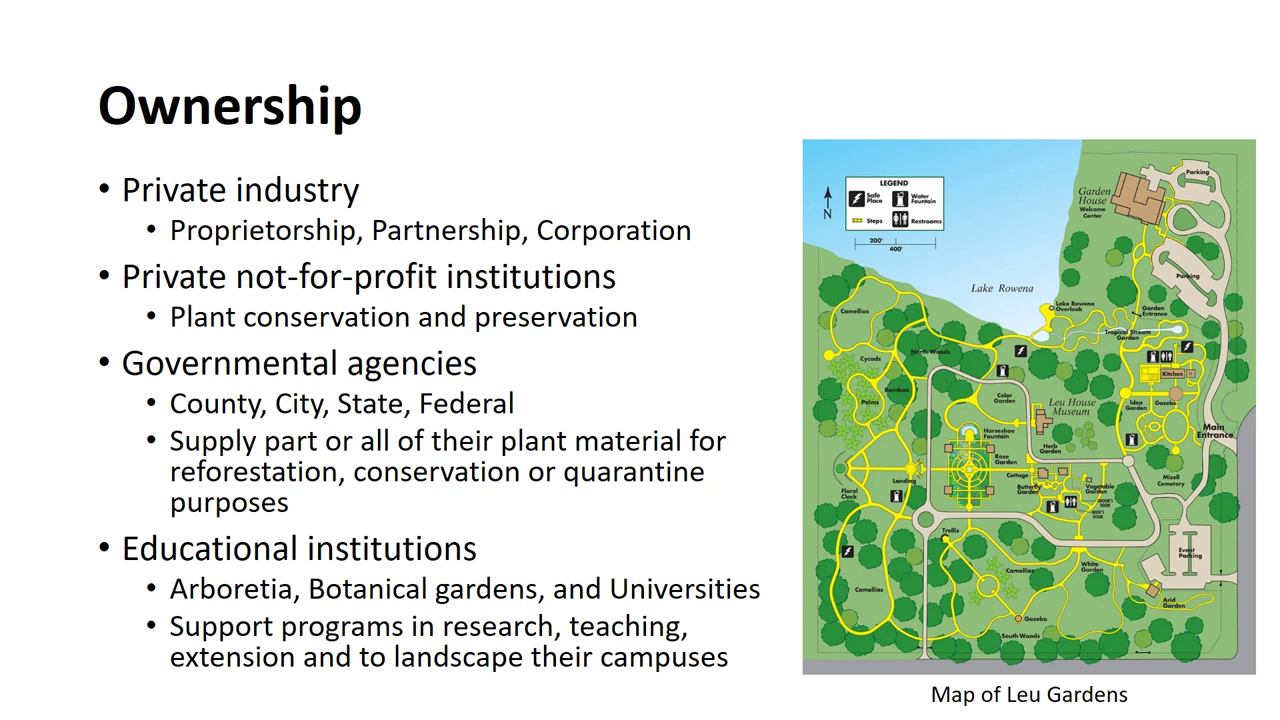 Ownership
• Private industry
• Proprietorship, Partnership, Corporation
• Private not-for-profit institutions
• Plant conservation and preservation
• Governmental agencies
• County, City, State, Federal
• Supply part or all of their plant material for
reforestation, conservation or quarantine
purposes
• Educational institutions
• Arboretia, Botanical gardens, and Universities
• Support programs in research, teaching,
extension and to landscape their campuses
LEGEND
Safe
Place
Water
Fountain
Steps
Restrooms
N
200'
400'
Parking
Garden
House
Welcome
Center
Parking
Lake Rowena
Lake Rowena
Overlook
Garden
Entrance
Camellias
Tropical Stream
Garden
North Woods
Cycads
Kitchen
Bamboo
Palms
Color
Garden
Leu House
Museum
Iden
Garden
Gazebo
Main
Entrance
Horseshoe
Fountain
Herb
Garden
Rose
Garden
Landing
Cottage
Butterfly
Garden
Vegetable
Garden
Mizell
Cemetery
Floral
Clock
Trellis
Event
Parking
Camellias
White
Garden
Camellias
Arid
Garden
Gazebo
South Woods
Map of Leu Gardens